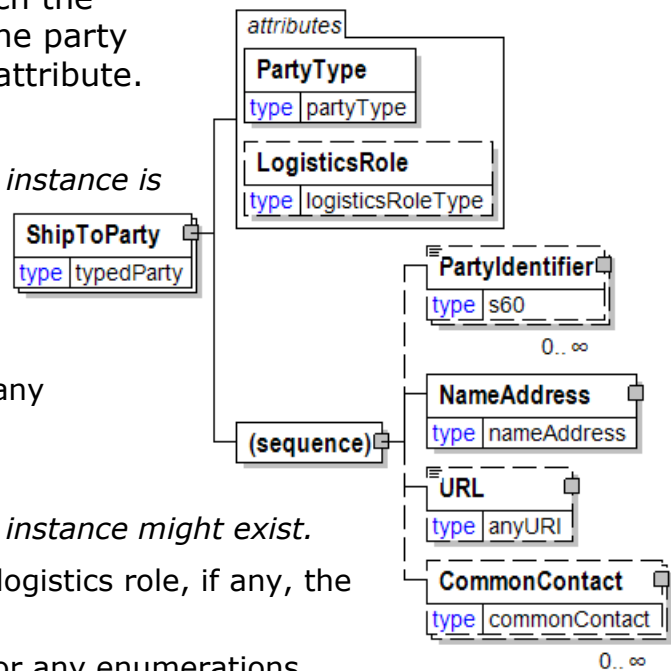 ch the
he party
attribute.
instance is
any
instance might exist.
logistics role, if any, the
or any enumerations
attributes
PartyType
type partyType
LogisticsRole
type logisticsRoleType
ShipToParty
type typedParty
(sequence)
PartyIdentifier
type s60
0.. ∞
NameAddress
type nameAddress
URL
type anyURI
CommonContact
type commonContact
0.. ∞